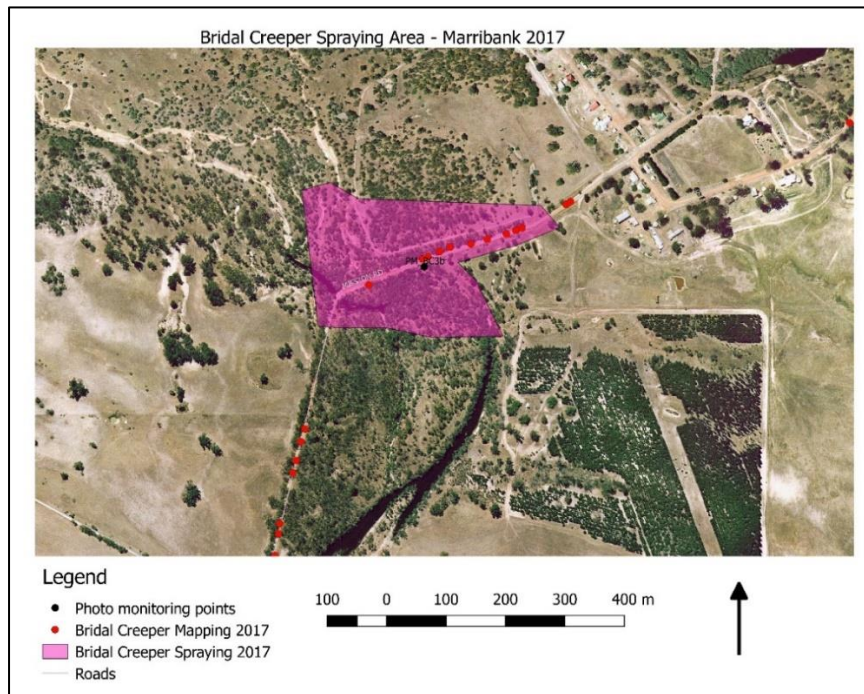 Bridal Creeper Spraying Area - Marribank 2017
Legend
Photo monitoring points
Bridal Creeper Mapping 2017
Bridal Creeper Spraying 2017
Roads
100 0 100 200 300 400 m